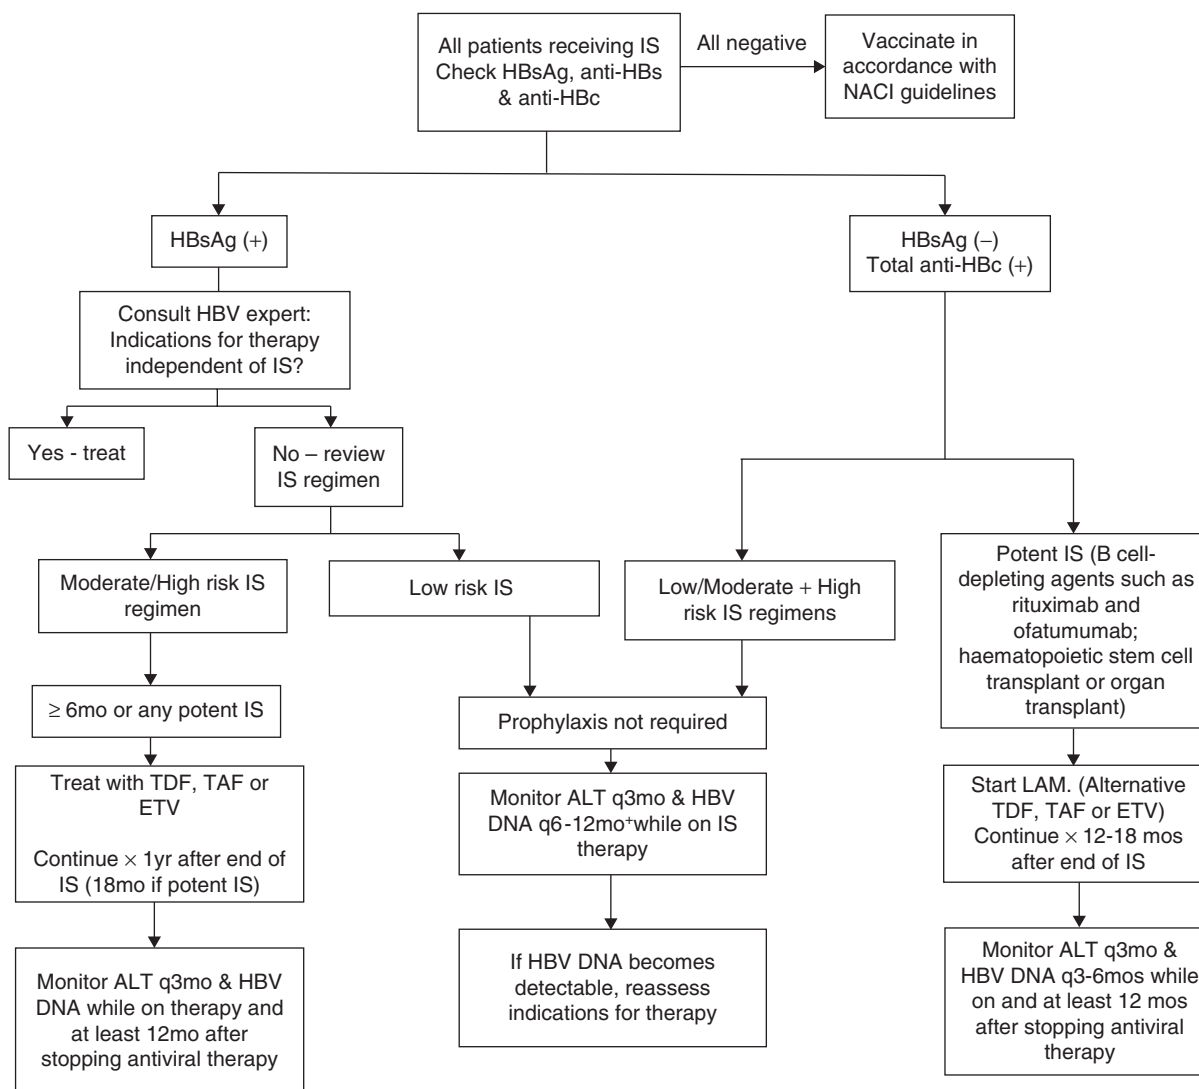 All patients receiving IS
Check HBsAg, anti-HBs
& anti-HBc
All negative
Vaccinate in
accordance with
NACI guidelines
HBsAg (+)
HBsAg (−)
Total anti-HBc (+)
Consult HBV expert:
Indications for therapy
independent of IS?
Yes - treat
No – review
IS regimen
Moderate/High risk IS
regimen
Low risk IS
Low/Moderate + High
risk IS regimens
Potent IS (B cell-
depleting agents such as
rituximab and
ofatumumab;
haematopoietic stem cell
transplant or organ
transplant)
≥ 6mo or any potent IS
Prophylaxis not required
Treat with TDF, TAF or
ETV
Continue × 1yr after end of
IS (18mo if potent IS)
Monitor ALT q3mo & HBV
DNA q6-12mo⁺while on IS
therapy
Start LAM. (Alternative
TDF, TAF or ETV)
Continue × 12-18 mos
after end of IS
Monitor ALT q3mo & HBV
DNA while on therapy and
at least 12mo after
stopping antiviral therapy
If HBV DNA becomes
detectable, reassess
indications for therapy
Monitor ALT q3mo &
HBV DNA q3-6mos while
on and at least 12 mos
after stopping antiviral
therapy